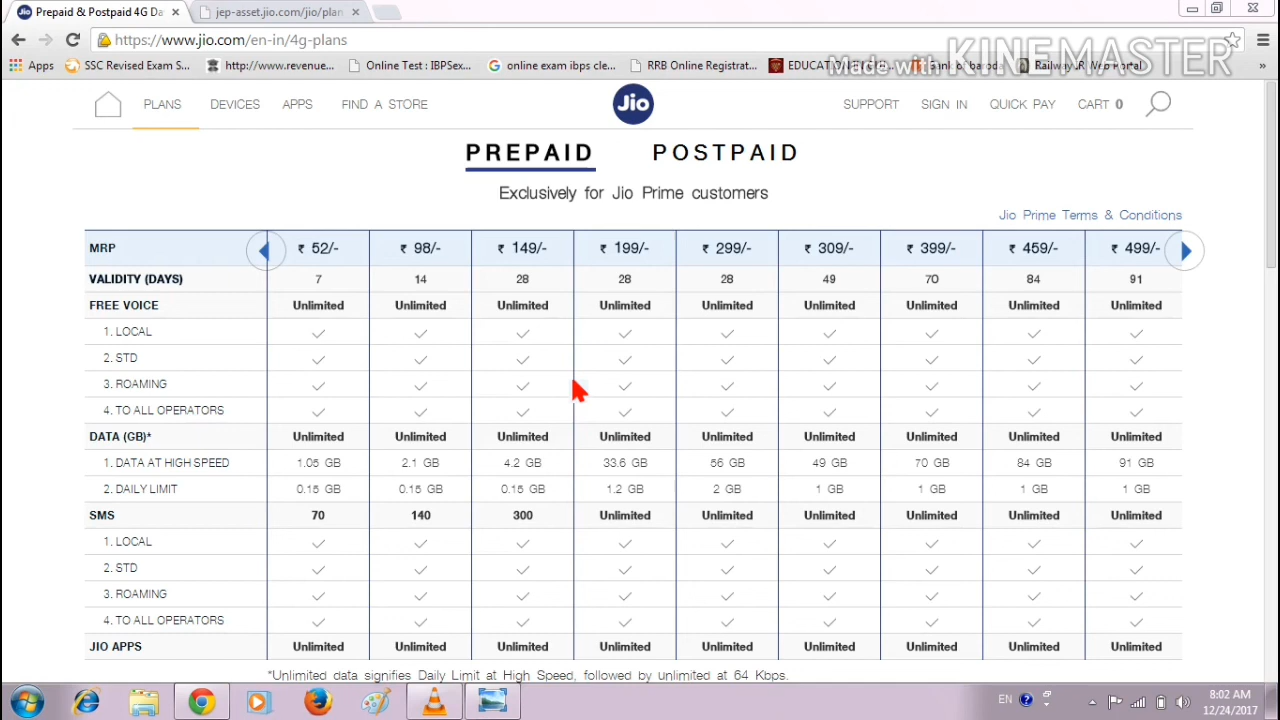 Prepaid & Postpaid 4G Da
jep-asset.jio.com/jio/plan
https://www.jio.com/en-in/4g-plans
Made with KINEMASTER
Apps SSC Revised Exam S... http://www.revenue... Online Test : IBPSex... online exam ibps cle... RRB Online Registrat... EDUCAT Bank of baroda Railway R Web Portal »
PLANS DEVICES APPS FIND A STORE Jio SUPPORT SIGN IN QUICK PAY CART 0
PREPAID POSTPAID
Exclusively for Jio Prime customers
Jio Prime Terms & Conditions
MRP ₹ 52/- ₹ 98/- ₹ 149/- ₹ 199/- ₹ 299/- ₹ 309/- ₹ 399/- ₹ 459/- ₹ 499/-
VALIDITY (DAYS) 7 14 28 28 28 49 70 84 91
FREE VOICE Unlimited Unlimited Unlimited Unlimited Unlimited Unlimited Unlimited Unlimited Unlimited
1. LOCAL
2. STD
3. ROAMING
4. TO ALL OPERATORS
DATA (GB)* Unlimited Unlimited Unlimited Unlimited Unlimited Unlimited Unlimited Unlimited Unlimited
1. DATA AT HIGH SPEED 1.05 GB 2.1 GB 4.2 GB 33.6 GB 56 GB 49 GB 70 GB 84 GB 91 GB
2. DAILY LIMIT 0.15 GB 0.15 GB 0.15 GB 1.2 GB 2 GB 1 GB 1 GB 1 GB 1 GB
SMS 70 140 300 Unlimited Unlimited Unlimited Unlimited Unlimited Unlimited
1. LOCAL
2. STD
3. ROAMING
4. TO ALL OPERATORS
JIO APPS Unlimited Unlimited Unlimited Unlimited Unlimited Unlimited Unlimited Unlimited Unlimited
*Unlimited data signifies Daily Limit at High Speed, followed by unlimited at 64 Kbps.
EN 8:02 AM
12/24/2017